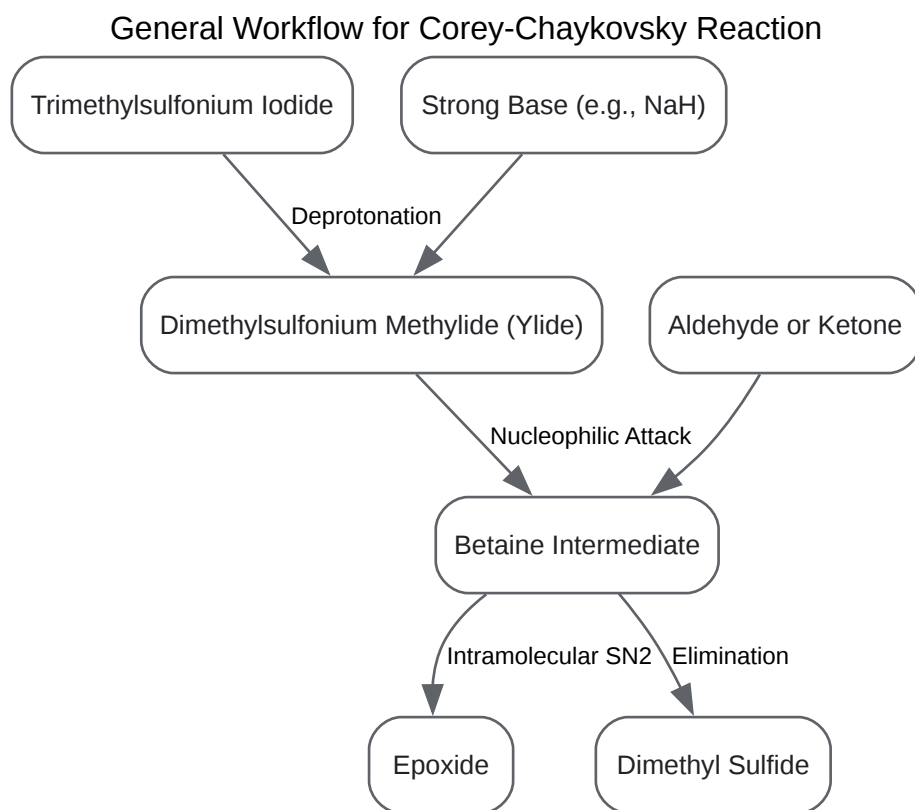 General Workflow for Corey-Chaykovsky Reaction
Trimethylsulfonium Iodide
Strong Base (e.g., NaH)
Deprotonation
Dimethylsulfonium Methylide (Ylide)
Aldehyde or Ketone
Nucleophilic Attack
Betaine Intermediate
Intramolecular SN2
Elimination
Epoxide
Dimethyl Sulfide